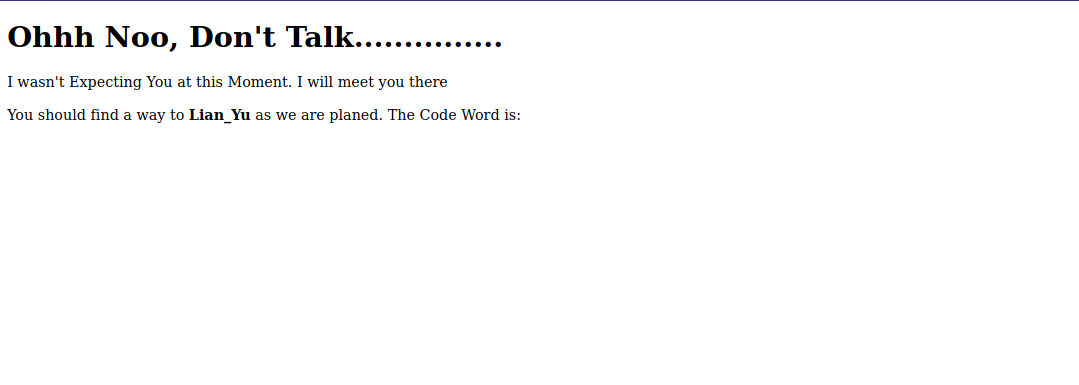 Ohhh Noo, Don't Talk...............
I wasn't Expecting You at this Moment. I will meet you there
You should find a way to Lian_Yu as we are planed. The Code Word is: